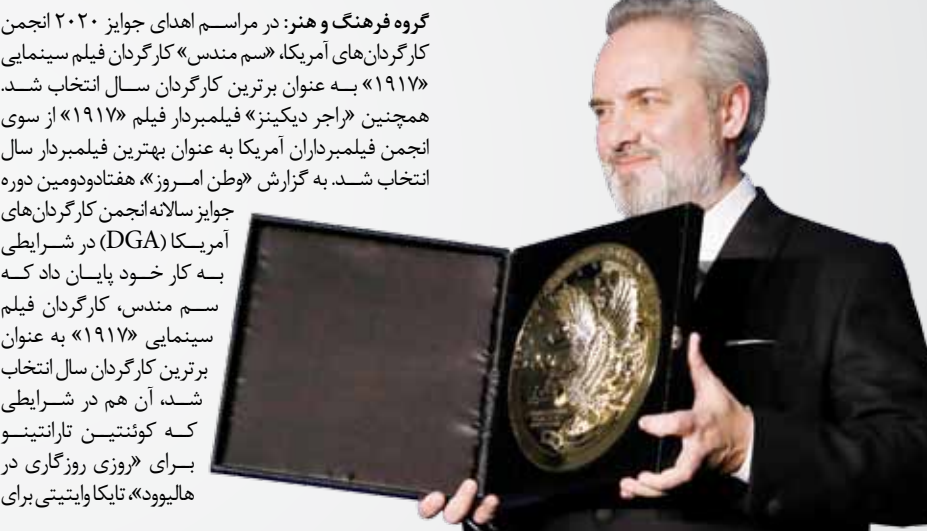 گروه فرهنگ و هنر: در مراسم اهدای جوایز ۲۰۲۰ انجمن
کارگردان‌های آمریکا، «سم مندس» کارگردان فیلم سینمایی
«۱۹۱۷» به عنوان برترین کارگردان سال انتخاب شد.
همچنین «راجر دیکینز» فیلمبردار فیلم «۱۹۱۷» از سوی
انجمن فیلمبرداران آمریکا به عنوان بهترین فیلمبردار سال
انتخاب شد. به گزارش «وطن امروز»، هفتادودومین دوره
جوایز سالانه انجمن کارگردان‌های
آمریکا (DGA) در شرایطی
به کار خود پایان داد که
سم مندس، کارگردان فیلم
سینمایی «۱۹۱۷» به عنوان
برترین کارگردان سال انتخاب
شد، آن هم در شرایطی
که کوئنتین تارانتینو
برای «روزی روزگاری در
هالیوود»، تایکا وایتیتی برای